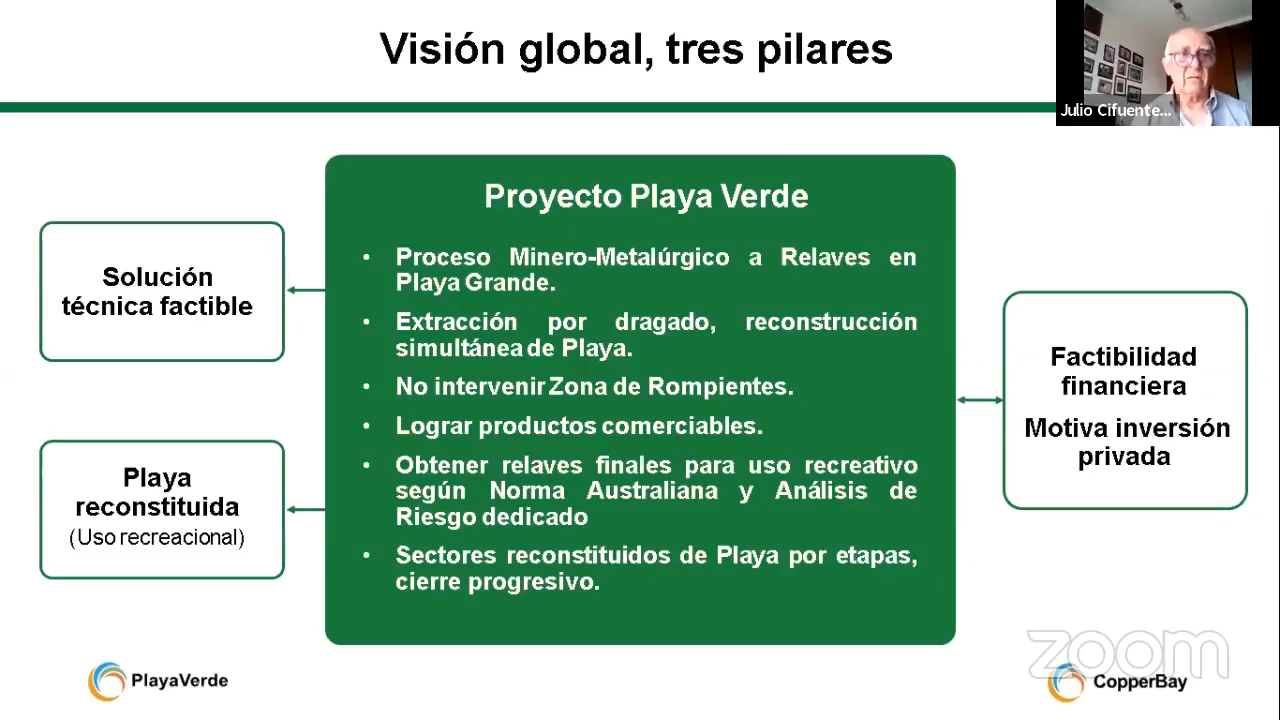 Visión global, tres pilares
Julio Cifuente...
Proyecto Playa Verde
• Proceso Minero-Metalúrgico a Relaves en
Playa Grande.
• Extracción por dragado, reconstrucción
simultánea de Playa.
• No intervenir Zona de Rompientes.
• Lograr productos comerciables.
• Obtener relaves finales para uso recreativo
según Norma Australiana y Análisis de
Riesgo dedicado
• Sectores reconstituidos de Playa por etapas,
cierre progresivo.
Solución
técnica factible
Playa
reconstituida
(Uso recreacional)
Factibilidad
financiera
Motiva inversión
privada
PlayaVerde
zoom
CopperBay